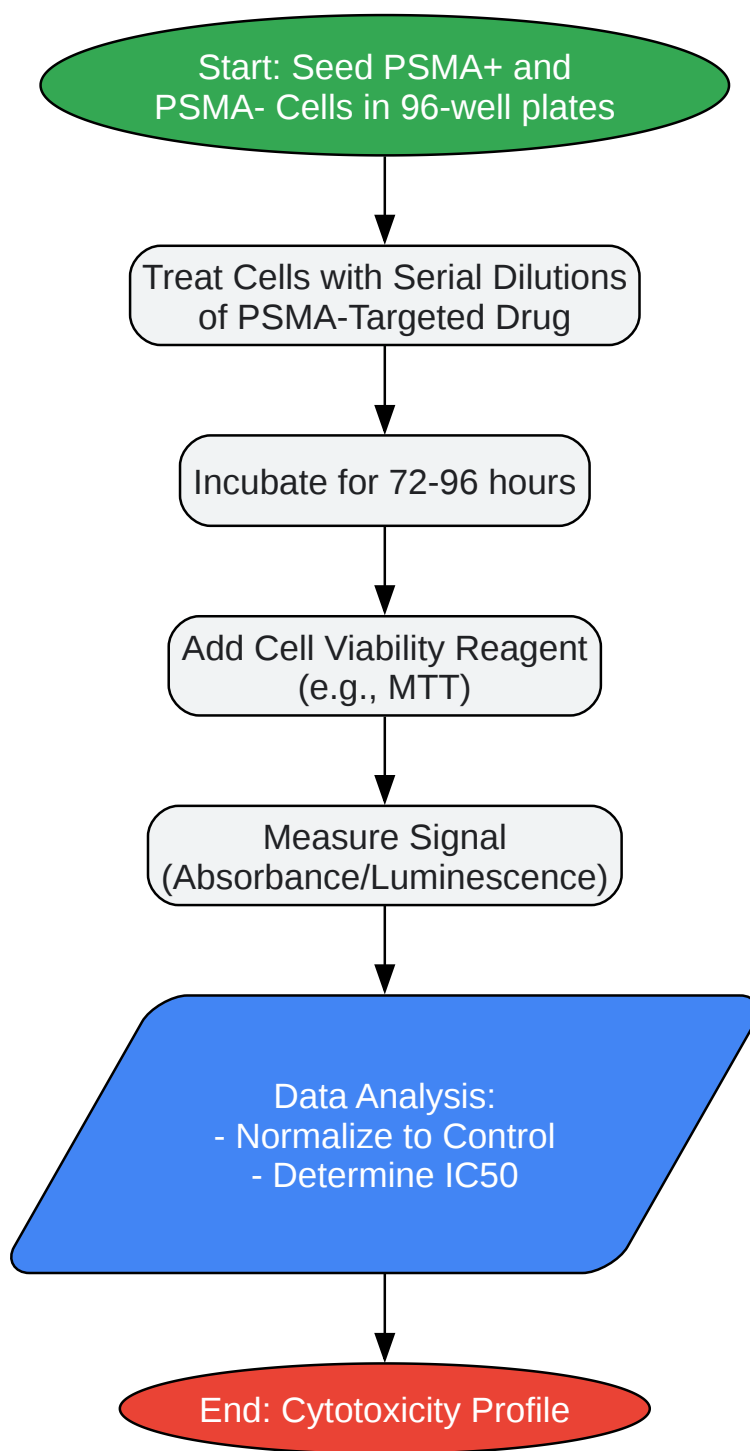 Start: Seed PSMA+ and
PSMA- Cells in 96-well plates
Treat Cells with Serial Dilutions
of PSMA-Targeted Drug
Incubate for 72-96 hours
Add Cell Viability Reagent
(e.g., MTT)
Measure Signal
(Absorbance/Luminescence)
Data Analysis:
- Normalize to Control
- Determine IC50
End: Cytotoxicity Profile